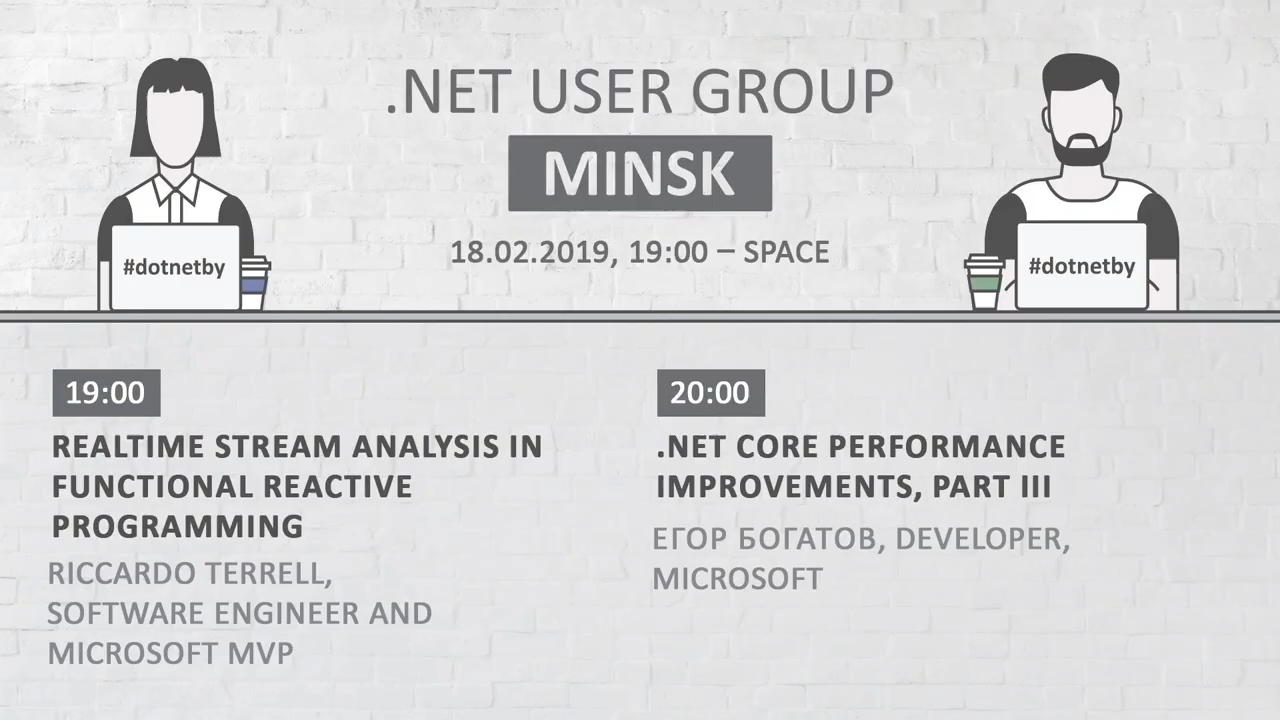 .NET USER GROUP
MINSK
18.02.2019, 19:00 – SPACE
#dotnetby
#dotnetby
19:00
REALTIME STREAM ANALYSIS IN
FUNCTIONAL REACTIVE
PROGRAMMING
RICCARDO TERRELL,
SOFTWARE ENGINEER AND
MICROSOFT MVP
20:00
.NET CORE PERFORMANCE
IMPROVEMENTS, PART III
ЕГОР БОГАТОВ, DEVELOPER,
MICROSOFT